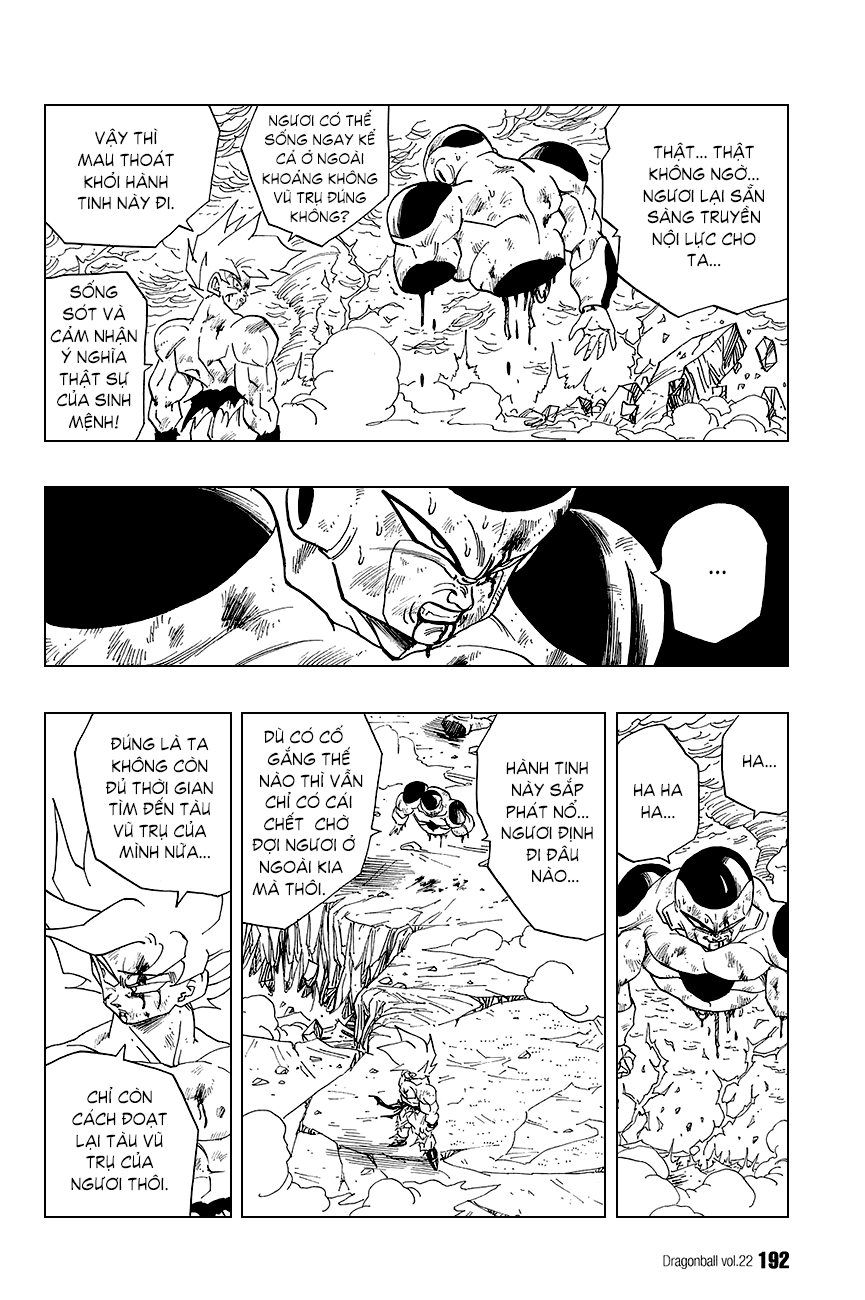 THẬT... THẬT
KHÔNG NGỜ...
NGƯƠI LẠI SẴN
SÀNG TRUYỀN
NỘI LỰC CHO
TA...
NGƯƠI CÓ THỂ
SỐNG NGAY KỂ
CẢ Ở NGOÀI
KHOẢNG KHÔNG
VŨ TRỤ ĐÚNG
KHÔNG?
VẬY THÌ
MAU THOÁT
KHỎI HÀNH
TINH NÀY ĐI.
SỐNG
SÓT VÀ
CẢM NHẬN
Ý NGHĨA
THẬT SỰ
CỦA SINH
MỆNH!
...
HA...
HA HA
HA...
HÀNH TINH
NÀY SẮP
PHÁT NỔ...
NGƯƠI ĐỊNH
ĐI ĐÂU
NÀO...
DÙ CÓ CỐ
GẮNG THẾ
NÀO THÌ VẪN
CHỈ CÓ CÁI
CHẾT CHỜ
ĐỢI NGƯƠI Ở
NGOÀI KIA
MÀ THÔI.
ĐÚNG LÀ TA
KHÔNG CÒN
ĐỦ THỜI GIAN
TÌM ĐẾN TÀU
VŨ TRỤ CỦA
MÌNH NỮA...
CHỈ CÒN
CÁCH ĐOẠT
LẠI TÀU VŨ
TRỤ CỦA
NGƯƠI THÔI.
Dragonball vol.22 192